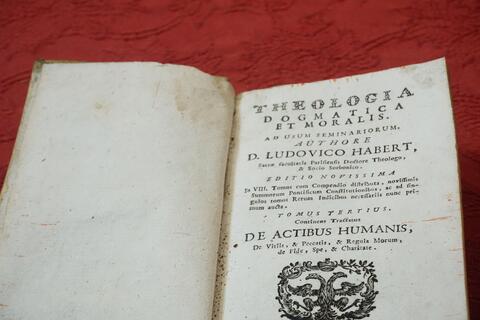 THEOLOGIA
DOGMATICA
ET MORALIS.
AD USUM SEMINARIORUM,
AUTHORE
D. LUDOVICO HABERT,
Sacræ facultatis Parisiensis Doctore Theologo,
& Socio Sorbonico.
EDITIO NOVISSIMA
In VIII. Tomos cum Compendio distributa, novissimis
Summorum Pontificum Constitutionibus, ac ad sin-
gulos tomos Rerum Indicibus necessariis nunc pri-
mum aucta.
TOMUS TERTIUS.
Continens Tractatus
DE ACTIBUS HUMANIS,
De Vitiis, & Peccatis, & Regula Morum,
de Fide, Spe, & Charitate.